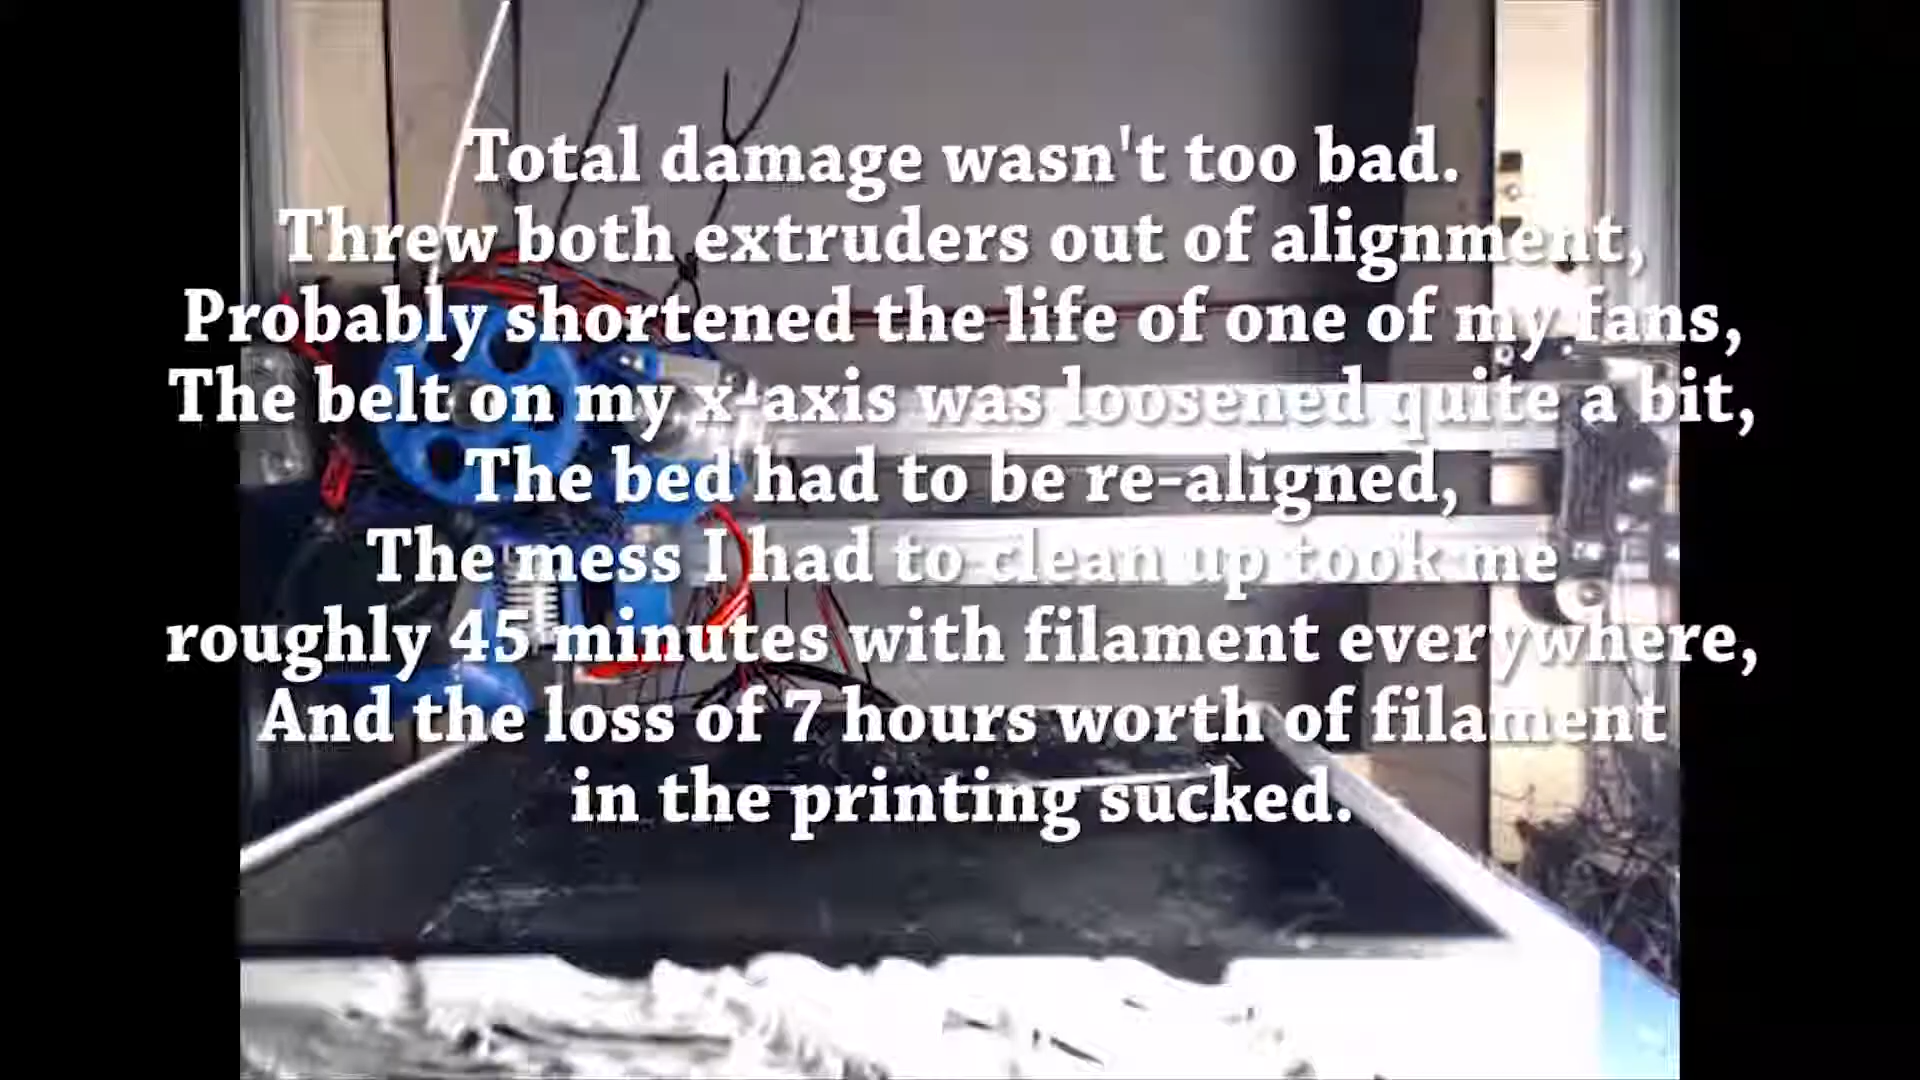 Total damage wasn't too bad.
Threw both extruders out of alignment,
Probably shortened the life of one of my fans,
The belt on my x-axis was loosened quite a bit,
The bed had to be re-aligned,
The mess I had to clean up took me
roughly 45 minutes with filament everywhere,
And the loss of 7 hours worth of filament
in the printing sucked.